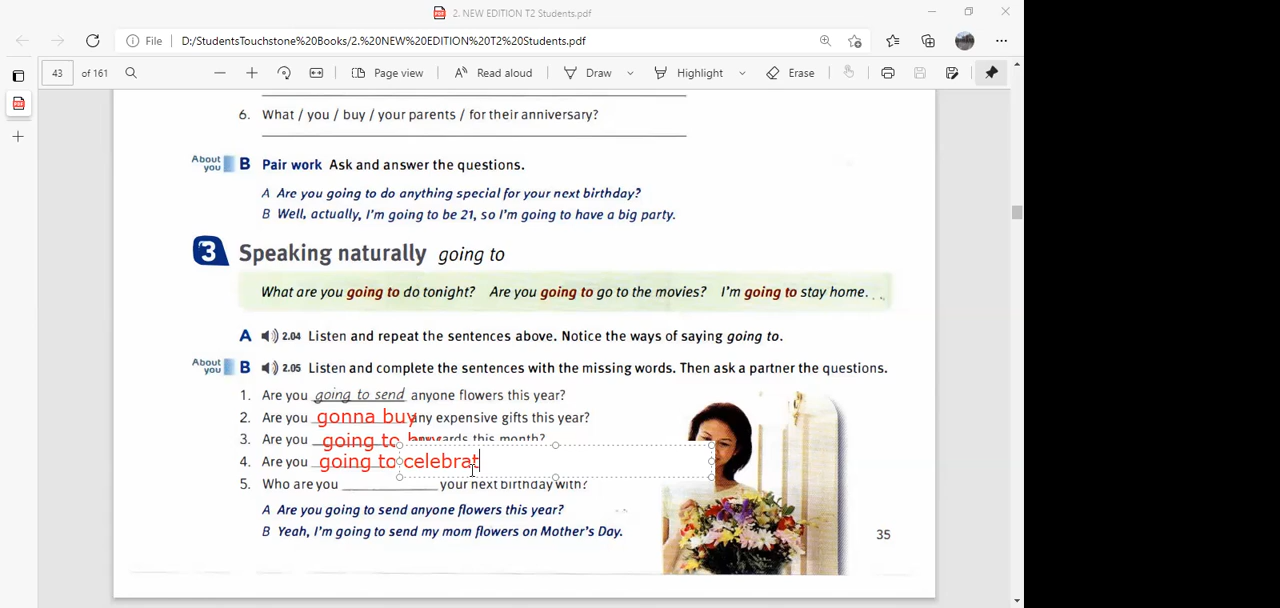 2. NEW EDITION T2 Students.pdf
File D:/StudentsTouchstone%20Books/2.%20NEW%20EDITION%20T2%20Students.pdf
43 of 161 Page view Read aloud Draw Highlight Erase
6. What / you / buy / your parents / for their anniversary?
About you B Pair work Ask and answer the questions.
A Are you going to do anything special for your next birthday?
B Well, actually, I'm going to be 21, so I'm going to have a big party.
3 Speaking naturally going to
What are you going to do tonight? Are you going to go to the movies? I'm going to stay home.
A 2.04 Listen and repeat the sentences above. Notice the ways of saying going to.
About you B 2.05 Listen and complete the sentences with the missing words. Then ask a partner the questions.
1. Are you going to send anyone flowers this year?
2. Are you gonna buy any expensive gifts this year?
3. Are you going to buy cards this month?
4. Are you going to celebrat
5. Who are you your next birthday with?
A Are you going to send anyone flowers this year?
B Yeah, I'm going to send my mom flowers on Mother's Day.
35